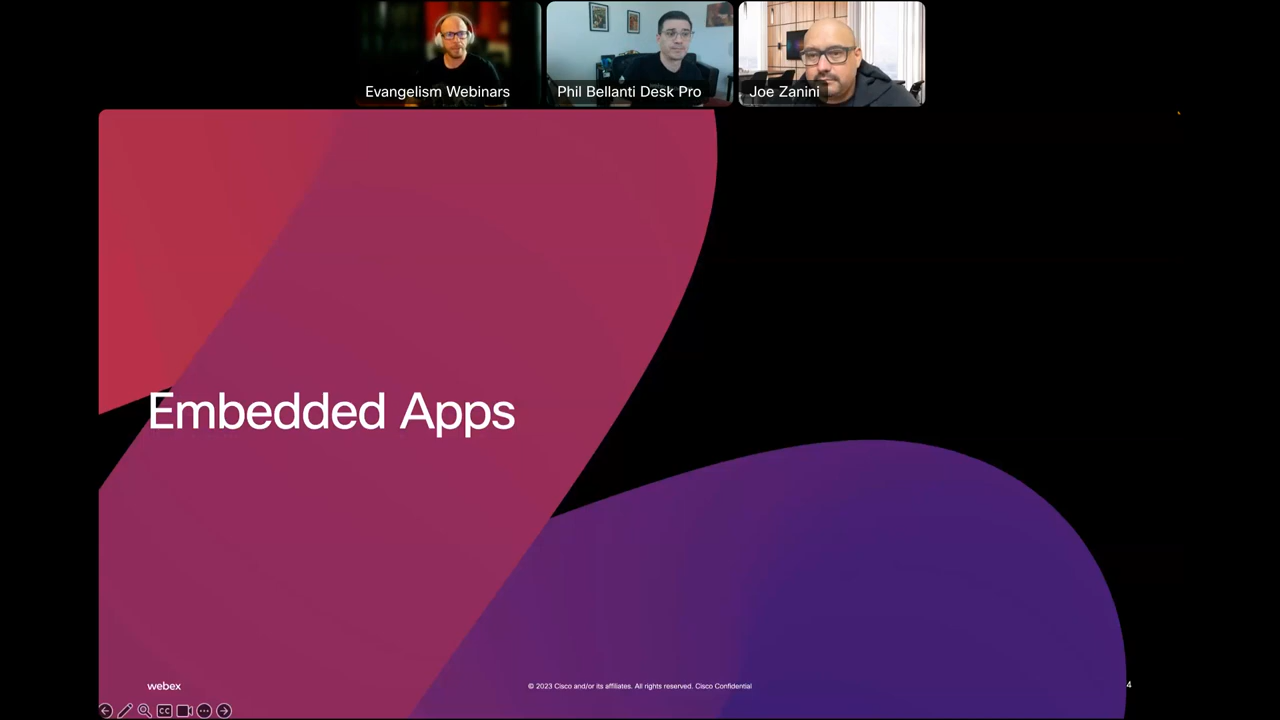 Evangelism Webinars
Phil Bellanti Desk Pro
Joe Zanini
Embedded Apps
webex
© 2023 Cisco and/or its affiliates. All rights reserved. Cisco Confidential
4
CC